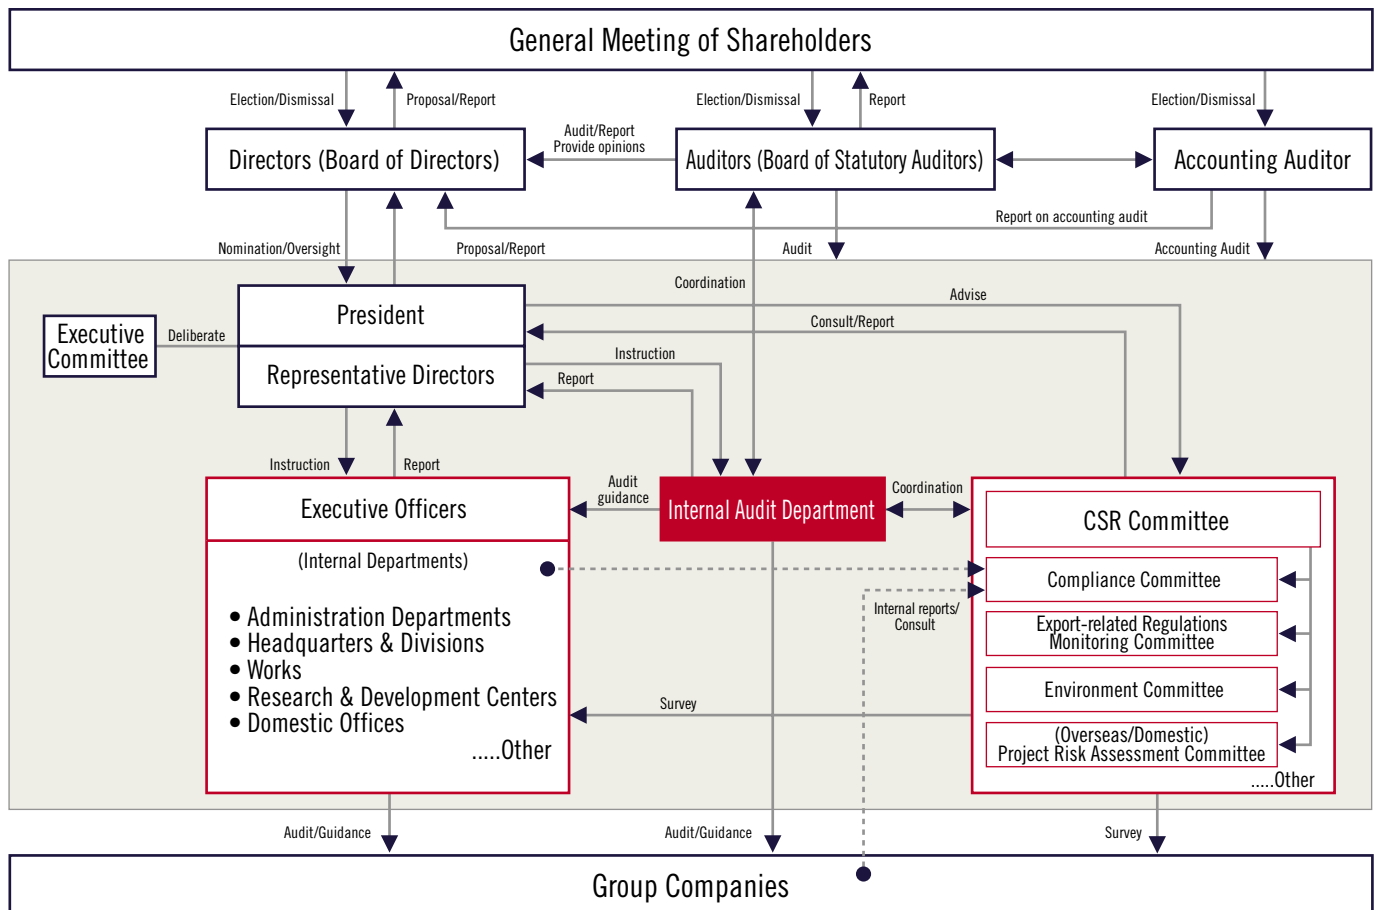 General Meeting of Shareholders
Election/Dismissal
Proposal/Report
Election/Dismissal
Report
Election/Dismissal
Directors (Board of Directors)
Audit/Report
Provide opinions
Auditors (Board of Statutory Auditors)
Accounting Auditor
Report on accounting audit
Nomination/Oversight
Proposal/Report
Audit
Accounting Audit
Coordination
Advise
President
Consult/Report
Executive
Committee
Deliberate
Representative Directors
Instruction
Report
Instruction
Report
Executive Officers
Audit
guidance
Internal Audit Department
Coordination
CSR Committee
(Internal Departments)
Compliance Committee
• Administration Departments
• Headquarters & Divisions
• Works
• Research & Development Centers
• Domestic Offices
.....Other
Internal reports/
Consult
Export-related Regulations
Monitoring Committee
Environment Committee
Survey
(Overseas/Domestic)
Project Risk Assessment Committee
.....Other
Audit/Guidance
Audit/Guidance
Survey
Group Companies